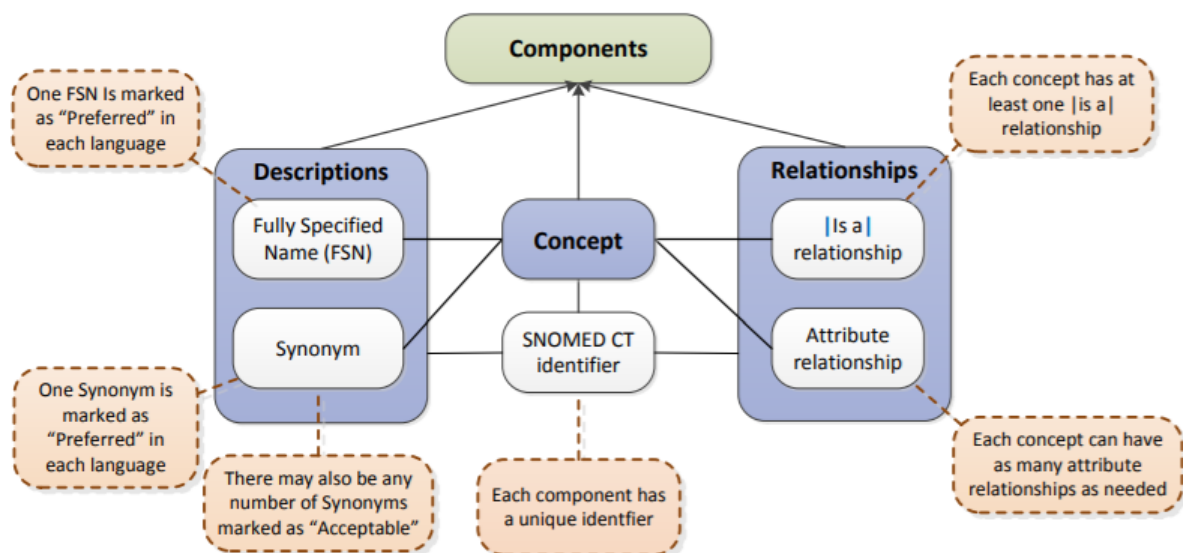 Components
One FSN Is marked
as “Preferred” in
each language
Each concept has at
least one |is a|
relationship
Descriptions
Fully Specified
Name (FSN)
Synonym
Concept
SNOMED CT
identifier
Relationships
|Is a|
relationship
Attribute
relationship
One Synonym is
marked as
“Preferred” in
each language
There may also be any
number of Synonyms
marked as “Acceptable”
Each component has
a unique identfier
Each concept can have
as many attribute
relationships as needed